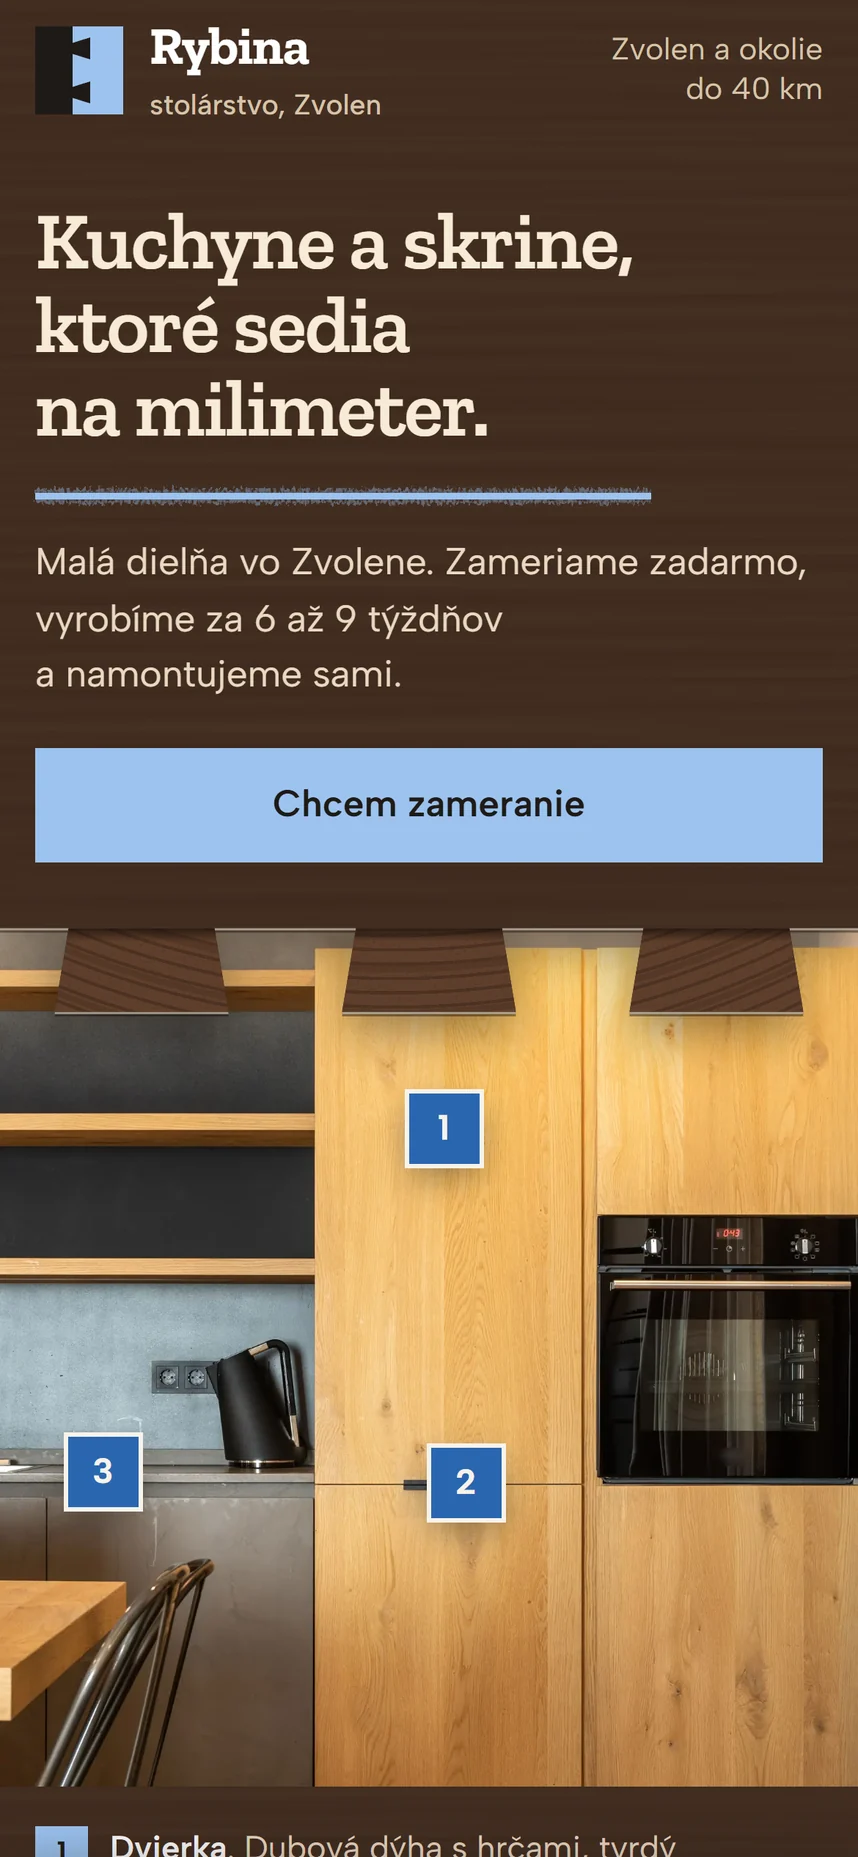 Rybina
stolárstvo, Zvolen
Zvolen a okolie
do 40 km
Kuchyne a skrine,
ktoré sedia
na milimeter.
Malá dielňa vo Zvolene. Zameriame zadarmo,
vyrobíme za 6 až 9 týždňov
a namontujeme sami.
Chcem zameranie
1
0:43
3
2
1 Dvierka. Dubová dýha s hrčami, tvrdý